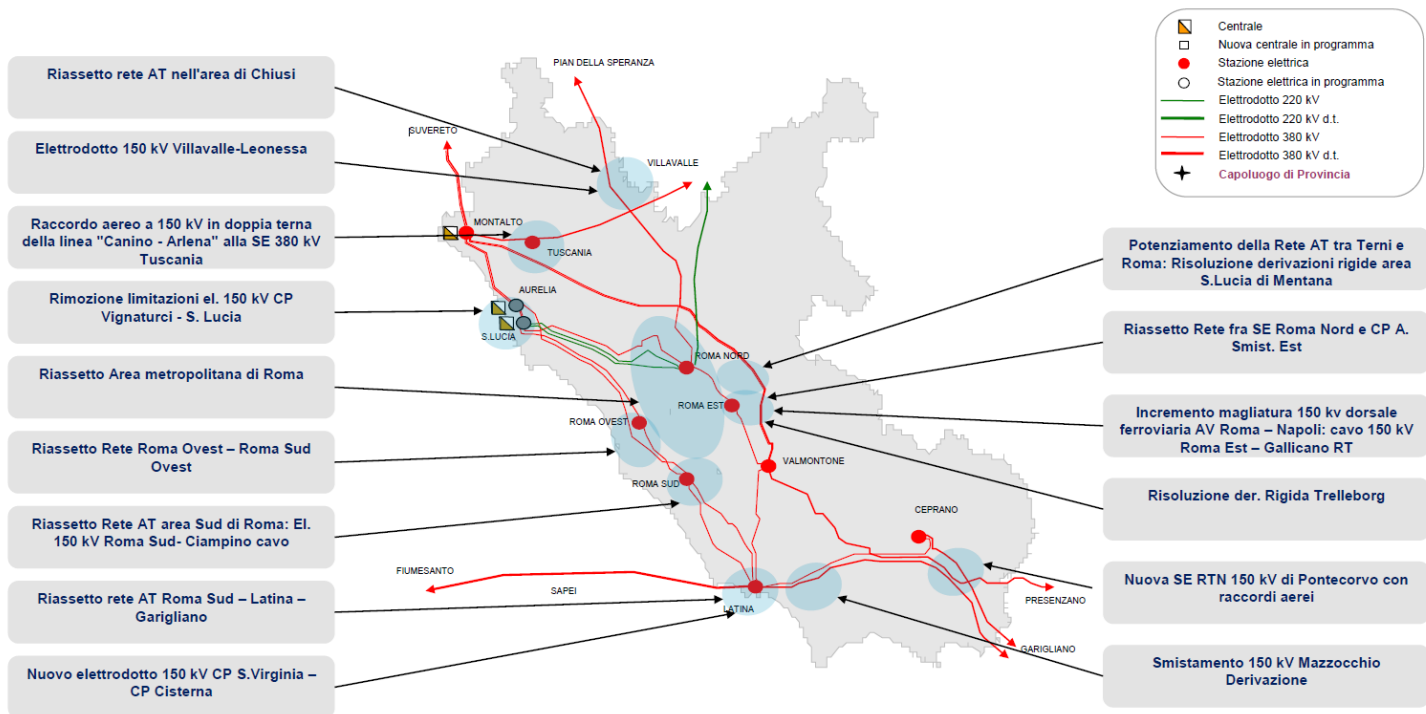 Riassetto rete AT nell'area di Chiusi
Elettrodotto 150 kV Villavalle-Leonessa
Raccordo aereo a 150 kV in doppia terna
della linea "Canino - Arlena" alla SE 380 kV
Tuscania
Rimozione limitazioni el. 150 kV CP
Vignaturci - S. Lucia
Riassetto Area metropolitana di Roma
Riassetto Rete Roma Ovest – Roma Sud
Ovest
Riassetto Rete AT area Sud di Roma: El.
150 kV Roma Sud- Ciampino cavo
Riassetto rete AT Roma Sud – Latina –
Garigliano
Nuovo elettrodotto 150 kV CP S.Virginia –
CP Cisterna
PIAN DELLA SPERANZA
SUVERETO
VILLAVALLE
MONTALTO
TUSCANIA
AURELIA
S.LUCIA
ROMA NORD
ROMA EST
ROMA OVEST
VALMONTONE
ROMA SUD
CEPRANO
FIUMESANTO
SAPEI
LATINA
PRESENZANO
GARIGLIANO
Centrale
Nuova centrale in programma
Stazione elettrica
Stazione elettrica in programma
Elettrodotto 220 kV
Elettrodotto 220 kV d.t.
Elettrodotto 380 kV
Elettrodotto 380 kV d.t.
Capoluogo di Provincia
Potenziamento della Rete AT tra Terni e
Roma: Risoluzione derivazioni rigide area
S.Lucia di Mentana
Riassetto Rete fra SE Roma Nord e CP A.
Smist. Est
Incremento magliatura 150 kv dorsale
ferroviaria AV Roma – Napoli: cavo 150 kV
Roma Est – Gallicano RT
Risoluzione der. Rigida Trelleborg
Nuova SE RTN 150 kV di Pontecorvo con
raccordi aerei
Smistamento 150 kV Mazzocchio
Derivazione